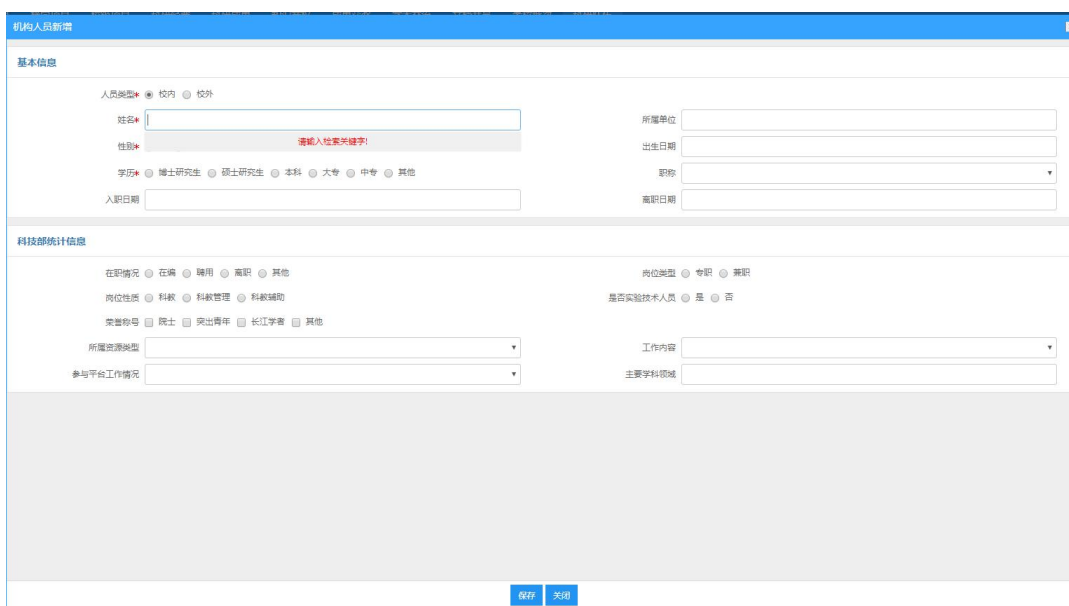 机构人员新增
基本信息
人员类型* 校内 校外
姓名* 所属单位
请输入检索关键字!
性别* 出生日期
学历* 博士研究生 硕士研究生 本科 大专 中专 其他 职称
入职日期 离职日期
科技部统计信息
在职情况 在编 聘用 离职 其他 岗位类型 专职 兼职
岗位性质 科教 科教管理 科教辅助 是否实验技术人员 是 否
荣誉称号 院士 突出青年 长江学者 其他
所属资源类型 工作内容
参与平台工作情况 主要学科领域
保存 关闭